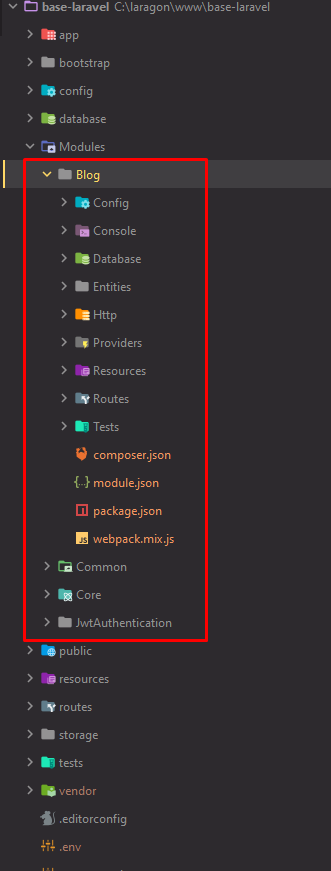 base-laravel C:\laragon\www\base-laravel
app
bootstrap
config
database
Modules
Blog
Config
Console
Database
Entities
Http
Providers
Resources
Routes
Tests
composer.json
module.json
package.json
webpack.mix.js
Common
Core
JwtAuthentication
public
resources
routes
storage
tests
vendor
.editorconfig
.env